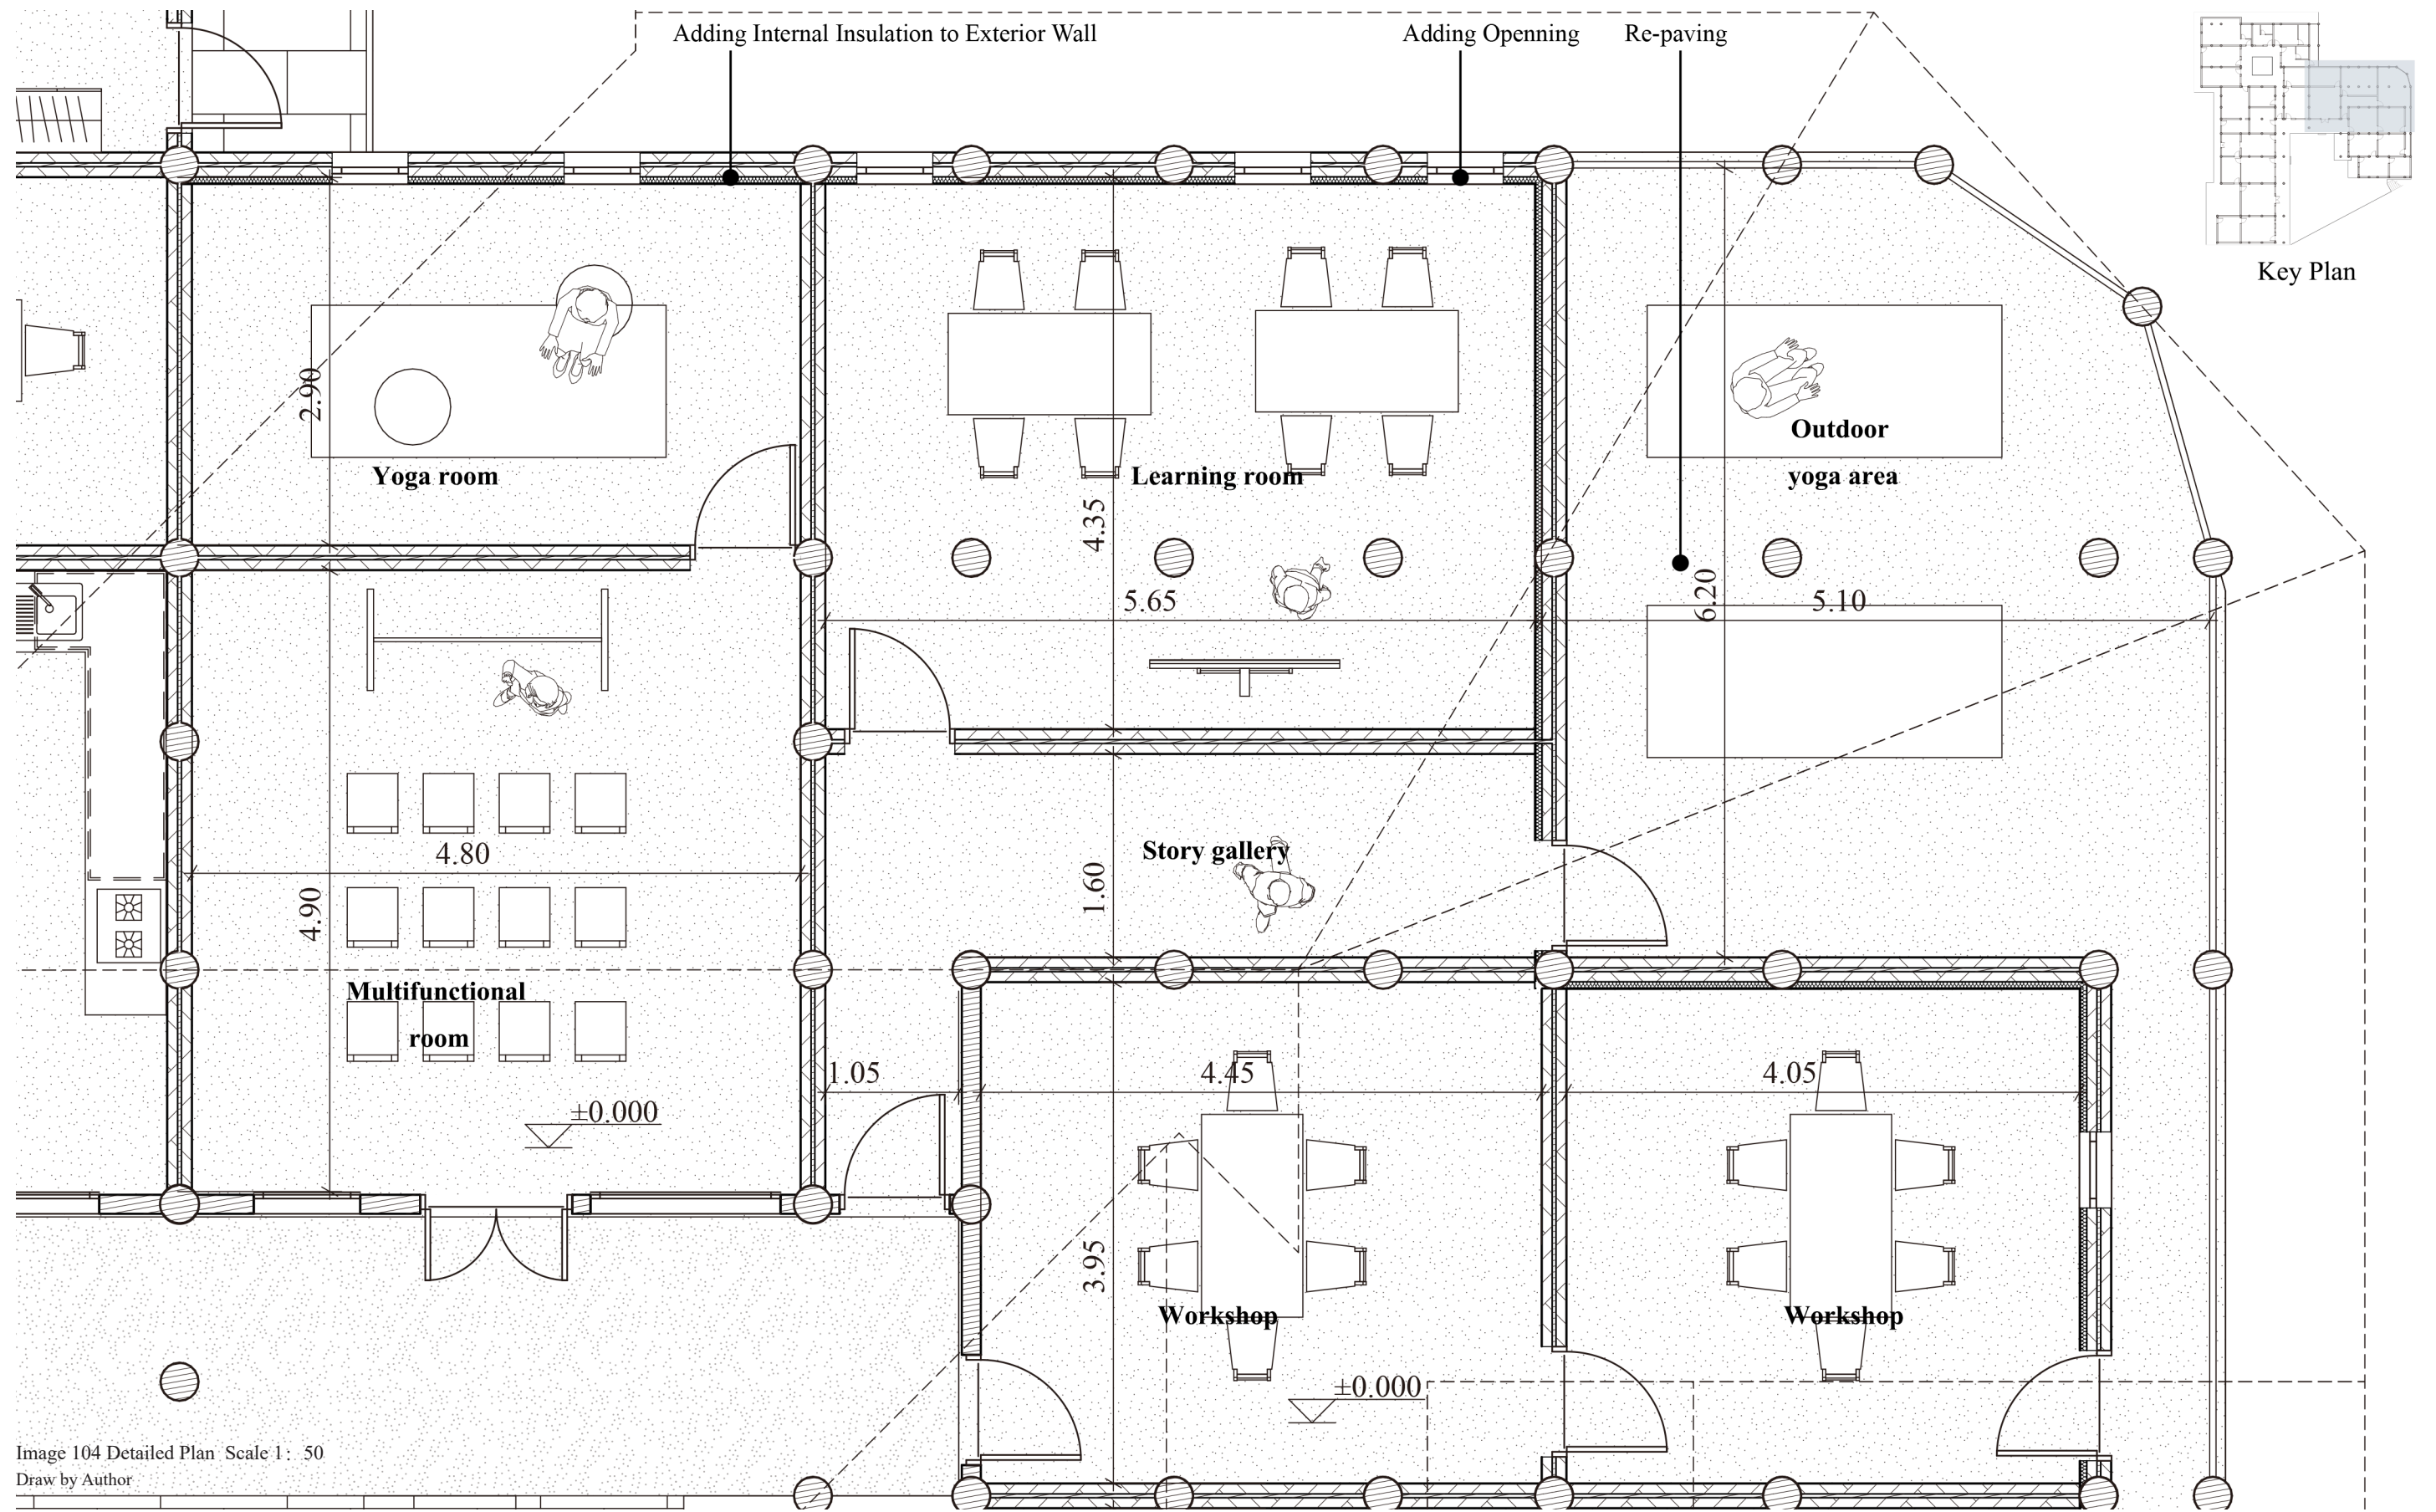 Adding Internal Insulation to Exterior Wall
Adding Openning
Re-paving
Key Plan
2.90
Yoga room
Learning room
4.35
5.65
Outdoor
yoga area
6.20
5.10
4.80
4.90
Story gallery
1.60
Multifunctional
room
±0.000
1.05
4.45
4.05
3.95
Workshop
Workshop
±0.000
Image 104 Detailed Plan  Scale 1: 50
Draw by Author